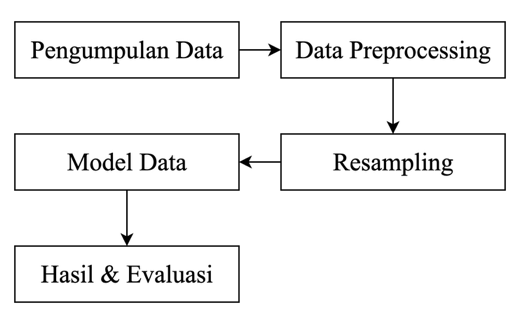 Pengumpulan Data
Data Preprocessing
Resampling
Model Data
Hasil & Evaluasi